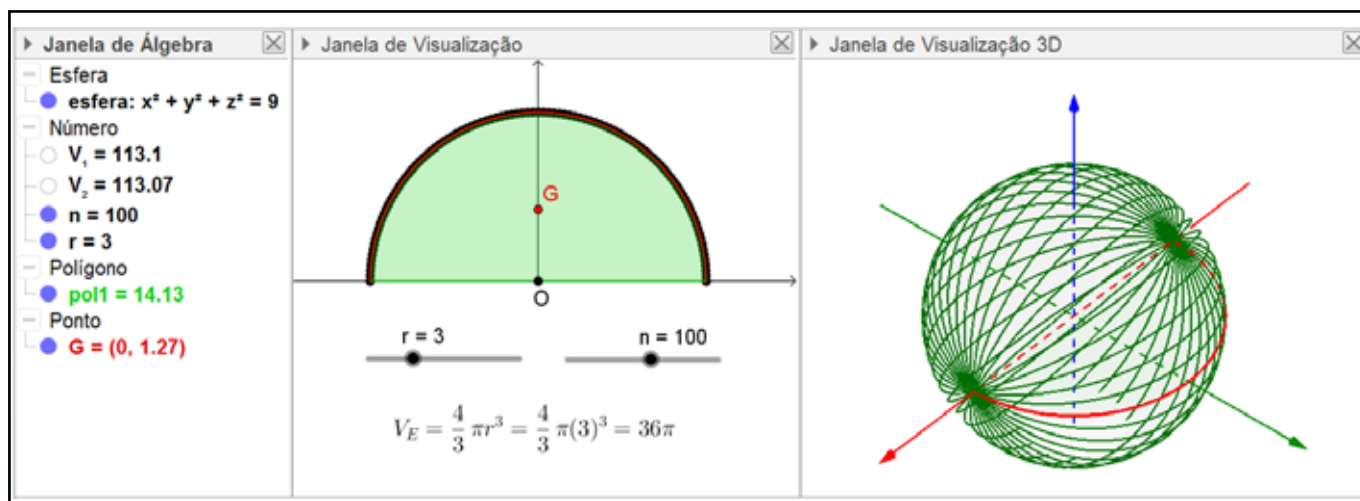 Janela de Álgebra
Esfera
esfera: x² + y² + z² = 9
Número
V₁ = 113.1
V₂ = 113.07
n = 100
r = 3
Polígono
pol1 = 14.13
Ponto
G = (0, 1.27)
Janela de Visualização
G
O
r = 3
n = 100
V_E = \frac{4}{3} πr³ = \frac{4}{3} π(3)³ = 36π
Janela de Visualização 3D